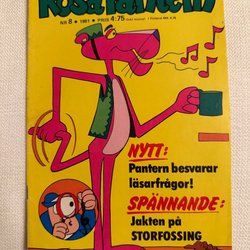 Rosa Pantern
NR 8 • 1981 • PRIS 4:75
NYTT:
Pantern besvarar
läsarfrågor!
SPÄNNANDE:
Jakten på
STORFOSSING